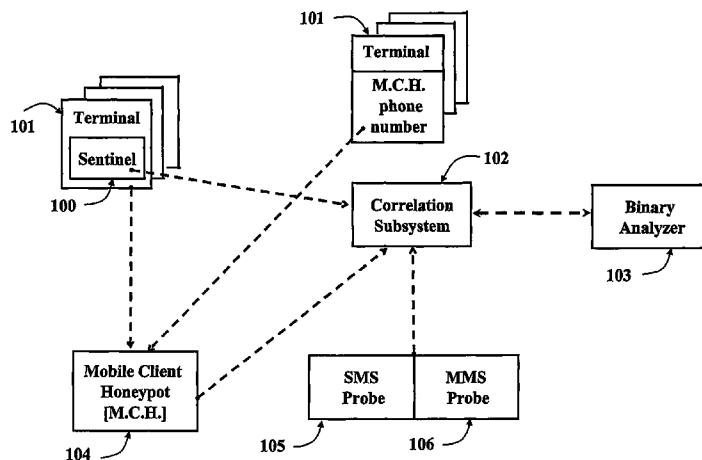 101
Terminal
M.C.H.
phone
number
101
Terminal
Sentinel
100
102
Correlation
Subsystem
Binary
Analyzer
103
Mobile Client
Honeypot
[M.C.H.]
104
SMS
Probe
MMS
Probe
105
106